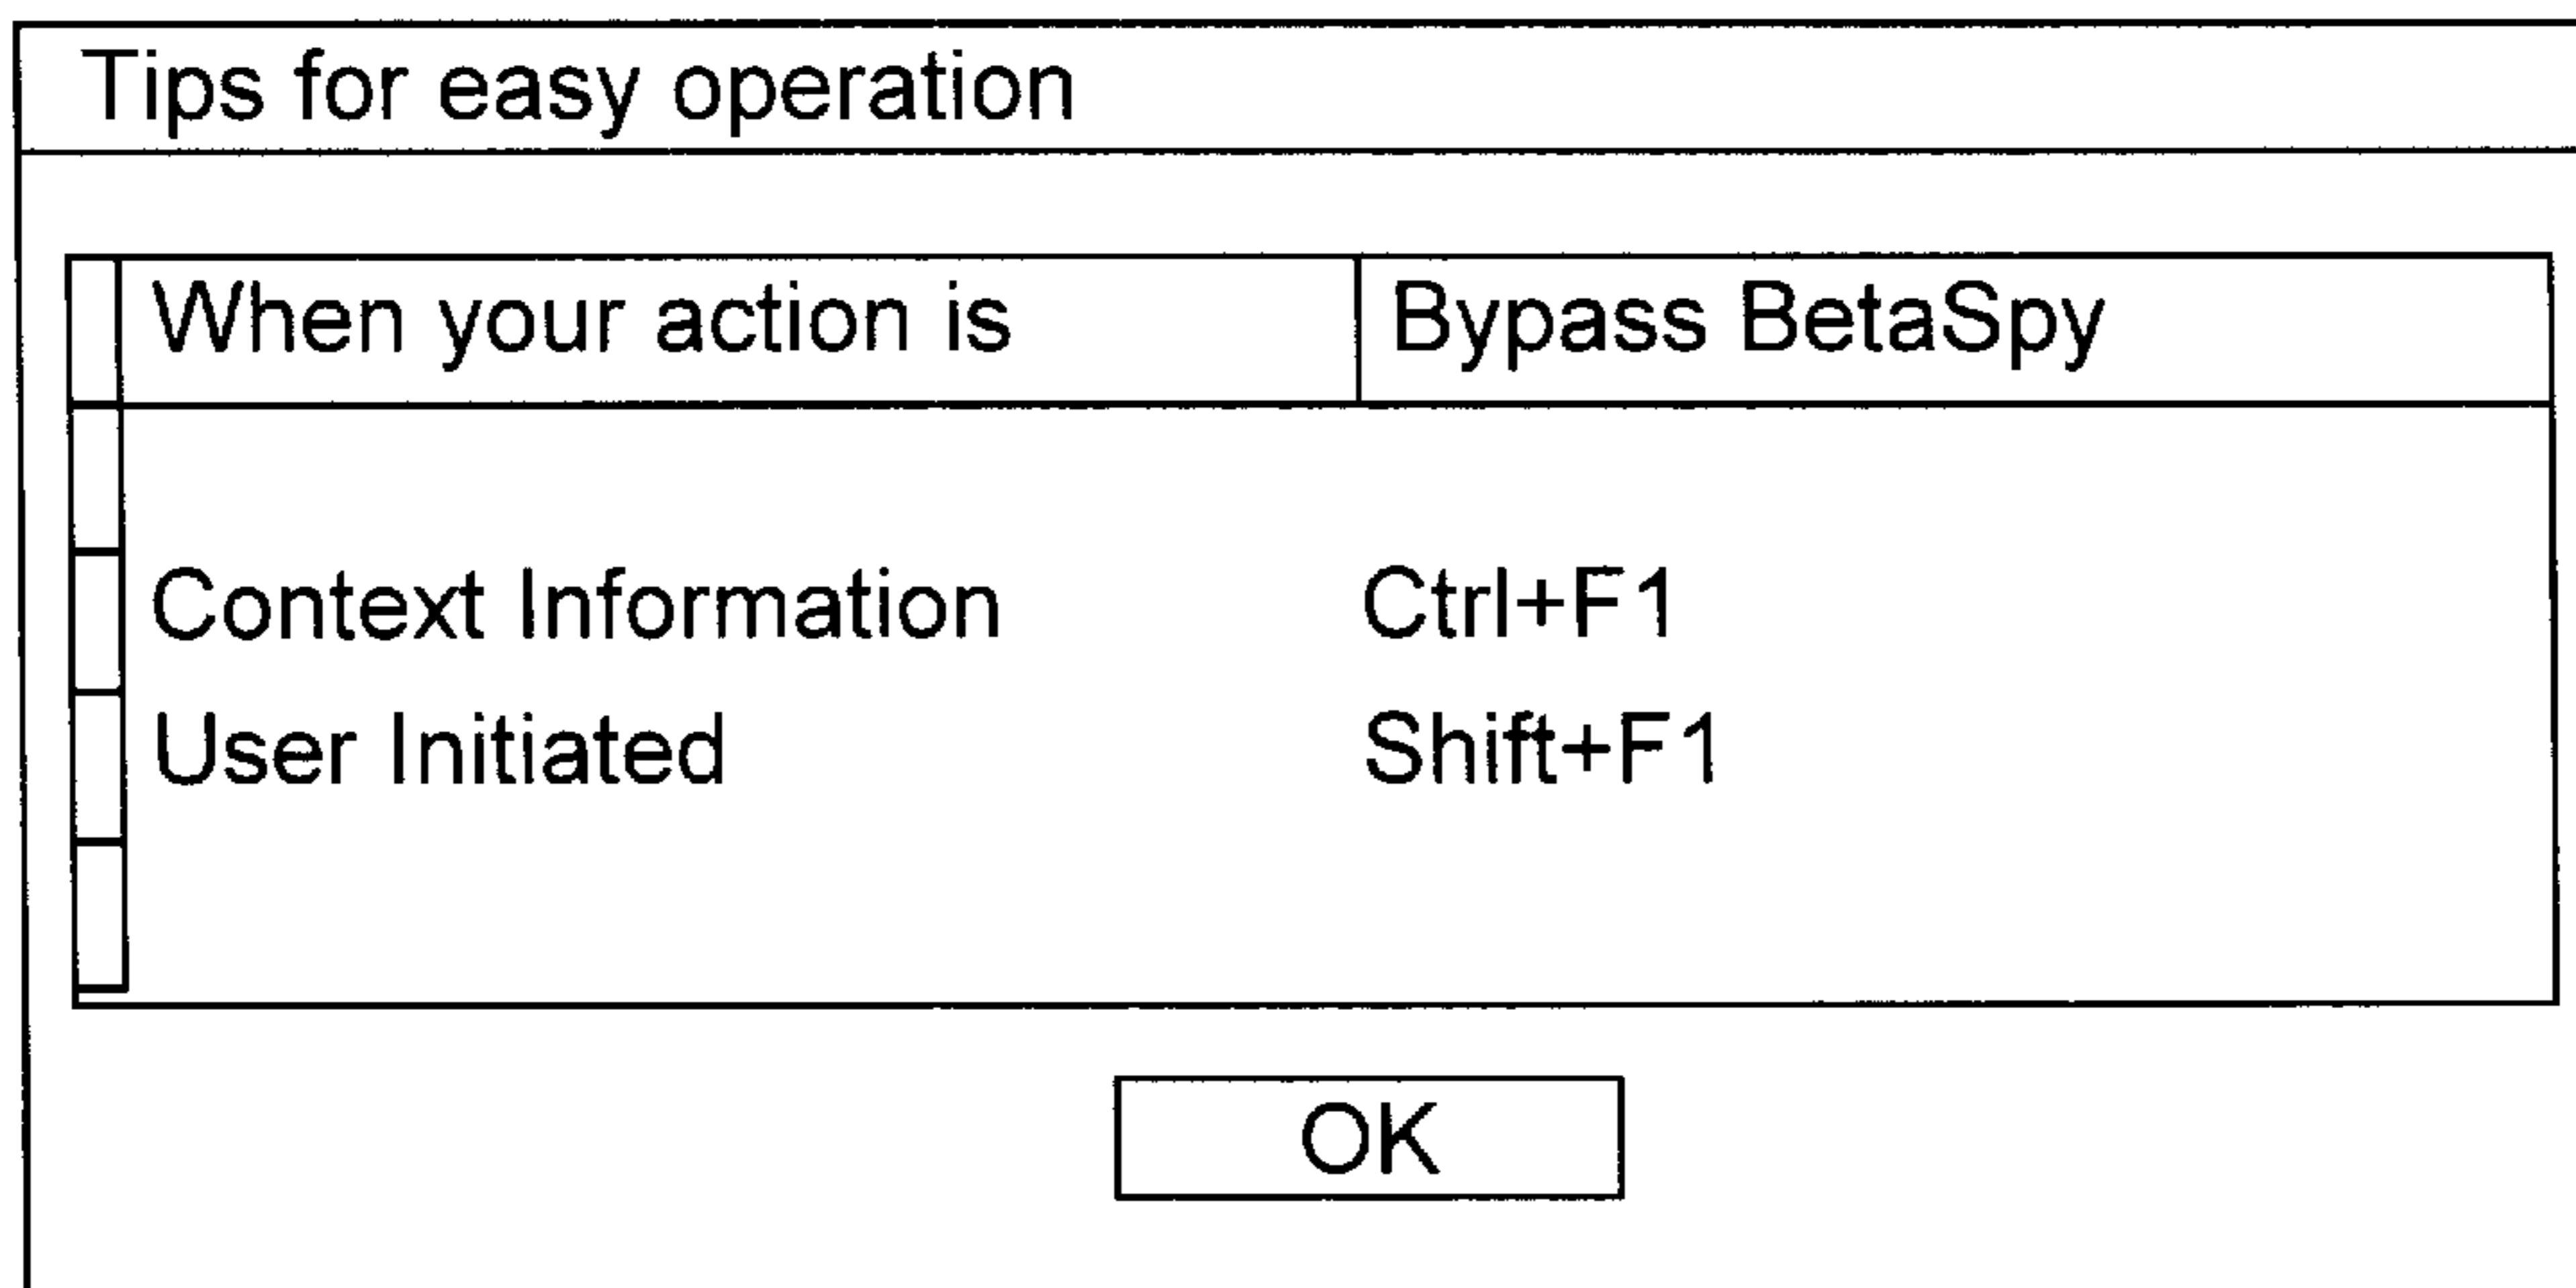 Tips for easy operation
When your action is Bypass BetaSpy
Context Information Ctrl+F1
User Initiated Shift+F1
OK